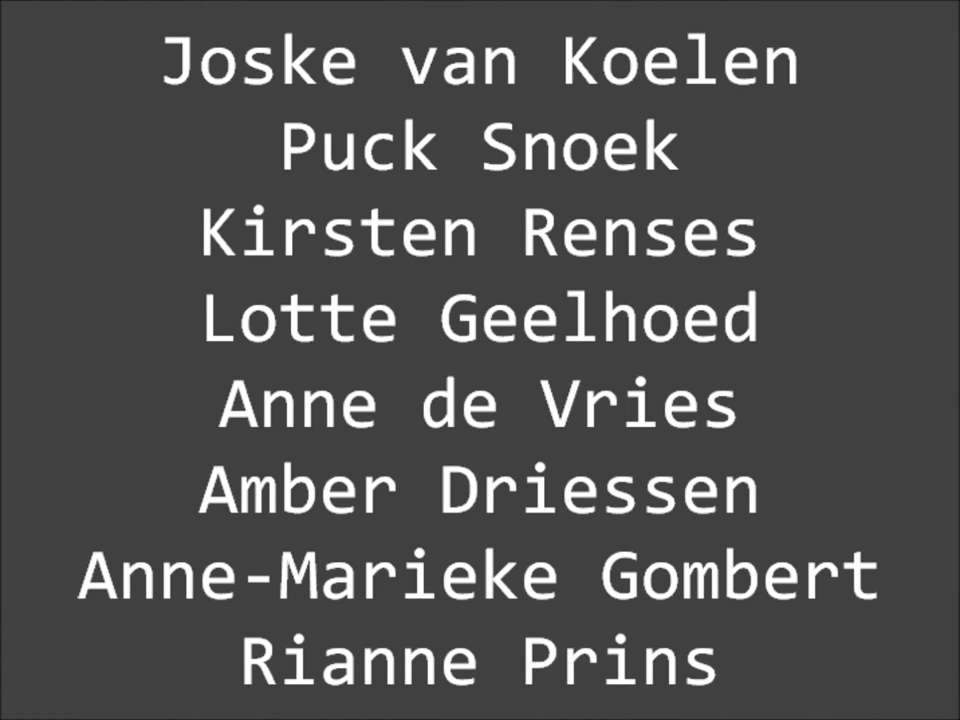 Joske van Koelen
Puck Snoek
Kirsten Renses
Lotte Geelhoed
Anne de Vries
Amber Driessen
Anne-Marieke Gombert
Rianne Prins